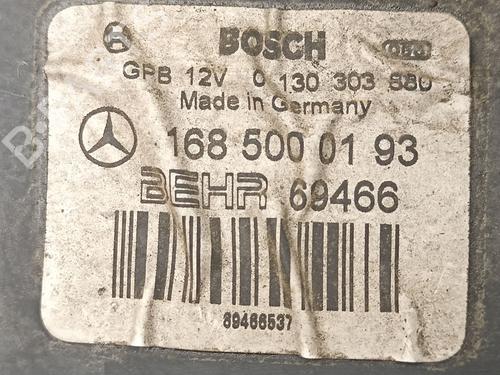 BOSCH
GPB 12V 0 130 303 880
Made in Germany
168 500 01 93
BEHR 69466
69466537